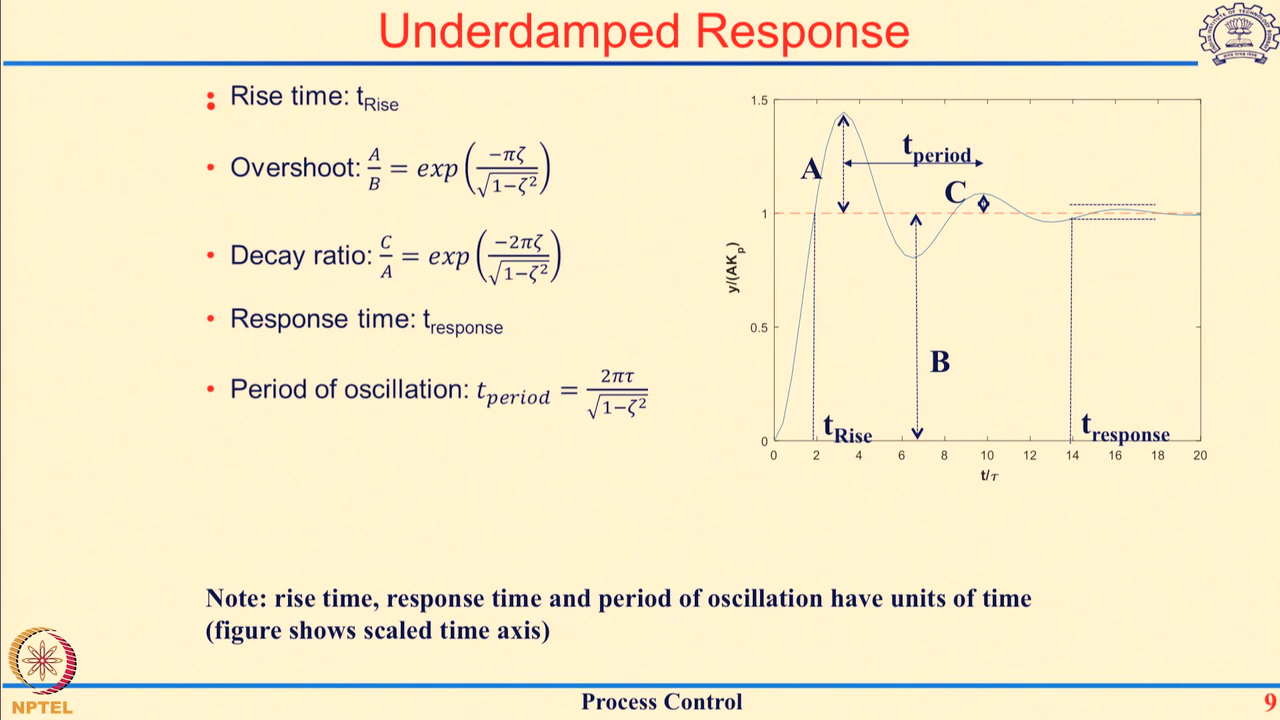 Underdamped Response
• Rise time: t_Rise
• Overshoot: A/B = exp(−πζ/√(1−ζ²))
• Decay ratio: C/A = exp(−2πζ/√(1−ζ²))
• Response time: t_response
• Period of oscillation: t_period = 2πτ/√(1−ζ²)
1.5
1
0.5
0
y/(AK_p)
A
t_period
C
B
t_Rise
t_response
0 2 4 6 8 10 12 14 16 18 20
t/τ
Note: rise time, response time and period of oscillation have units of time
(figure shows scaled time axis)
NPTEL
Process Control
9